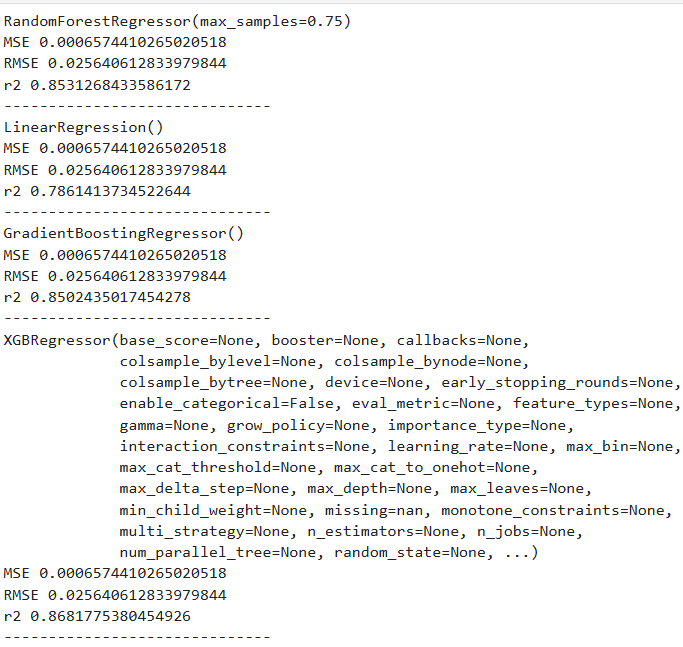 RandomForestRegressor(max_samples=0.75)
MSE 0.0006574410265020518
RMSE 0.025640612833979844
r2 0.8531268433586172
------------------------------
LinearRegression()
MSE 0.0006574410265020518
RMSE 0.025640612833979844
r2 0.7861413734522644
------------------------------
GradientBoostingRegressor()
MSE 0.0006574410265020518
RMSE 0.025640612833979844
r2 0.8502435017454278
------------------------------
XGBRegressor(base_score=None, booster=None, callbacks=None,
             colsample_bylevel=None, colsample_bynode=None,
             colsample_bytree=None, device=None, early_stopping_rounds=None,
             enable_categorical=False, eval_metric=None, feature_types=None,
             gamma=None, grow_policy=None, importance_type=None,
             interaction_constraints=None, learning_rate=None, max_bin=None,
             max_cat_threshold=None, max_cat_to_onehot=None,
             max_delta_step=None, max_depth=None, max_leaves=None,
             min_child_weight=None, missing=nan, monotone_constraints=None,
             multi_strategy=None, n_estimators=None, n_jobs=None,
             num_parallel_tree=None, random_state=None, ...)
MSE 0.0006574410265020518
RMSE 0.025640612833979844
r2 0.8681775380454926
------------------------------